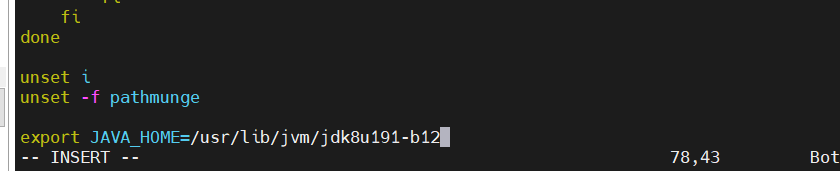 fi
done
unset i
unset -f pathmunge
export JAVA_HOME=/usr/lib/jvm/jdk8u191-b12
-- INSERT -- 78,43 Bot